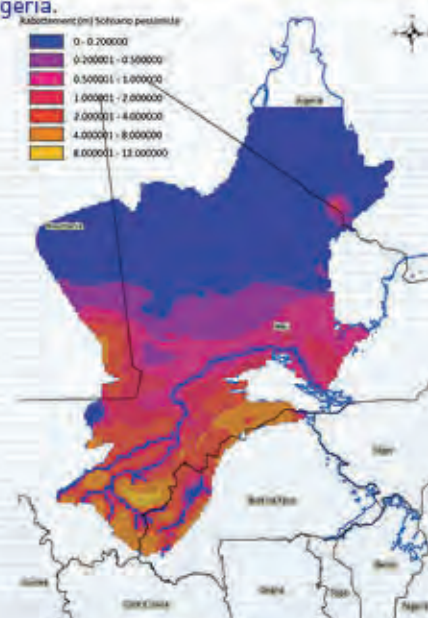 geria.
Rabattement (m) Scénario pessimiste
0 - 0.200000
0.200001 - 0.500000
0.500001 - 1.000000
1.000001 - 2.000000
2.000001 - 4.000000
4.000001 - 8.000000
8.000001 - 12.000000
Algeria
Mauritania
Mali
Niger
Burkina Faso
Benin
Guinea
Ghana
Togo
Cote d'Ivoire
Nigeria